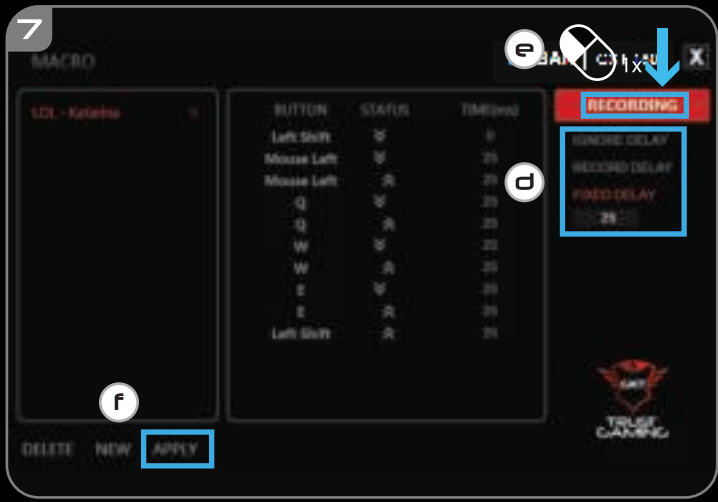 7
e
MACRO
1x
X
LOL - Katarina
BUTTON STATUS TIME(ms)
RECORDING
Left Shift 0
IGNORE DELAY
Mouse Left 25
RECORD DELAY
Mouse Left 25
d
FIXED DELAY
Q 25
25
Q 25
W 25
W 25
E 25
E 25
Left Shift 25
GXT
TRUST
GAMING
f
DELETE NEW APPLY